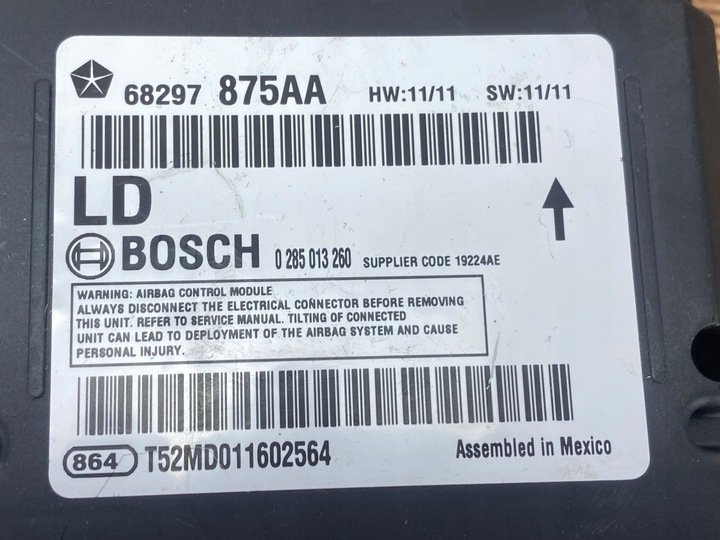 68297 875AA HW:11/11 SW:11/11
LD
BOSCH 0 285 013 260 SUPPLIER CODE 19224AE
WARNING: AIRBAG CONTROL MODULE
ALWAYS DISCONNECT THE ELECTRICAL CONNECTOR BEFORE REMOVING
THIS UNIT. REFER TO SERVICE MANUAL. TILTING OF CONNECTED
UNIT CAN LEAD TO DEPLOYMENT OF THE AIRBAG SYSTEM AND CAUSE
PERSONAL INJURY.
864 T52MD011602564 Assembled in Mexico